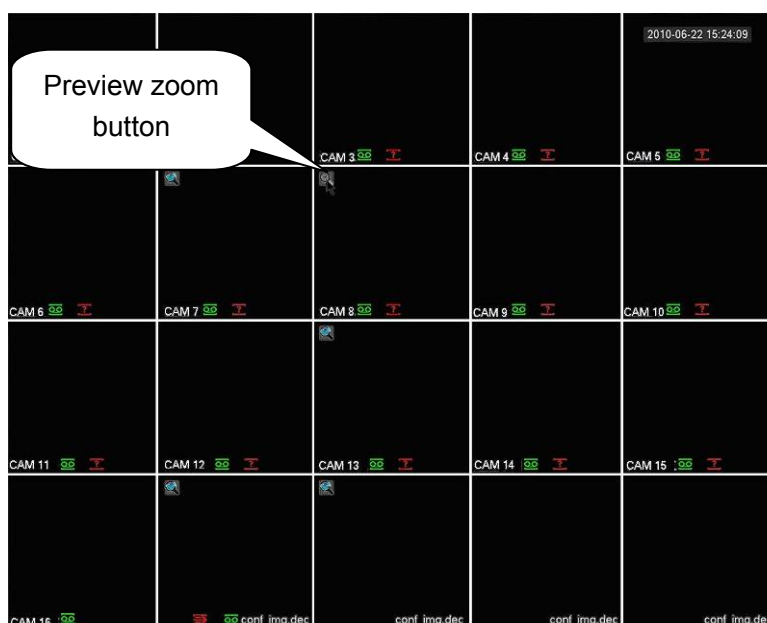 2010-06-22 15:24:09
Preview zoom
button
CAM 3 CAM 4 CAM 5
CAM 6 CAM 7 CAM 8 CAM 9 CAM 10
CAM 11 CAM 12 CAM 13 CAM 14 CAM 15
CAM 16 conf_img.dec conf_img.dec conf_img.dec conf_img.dec